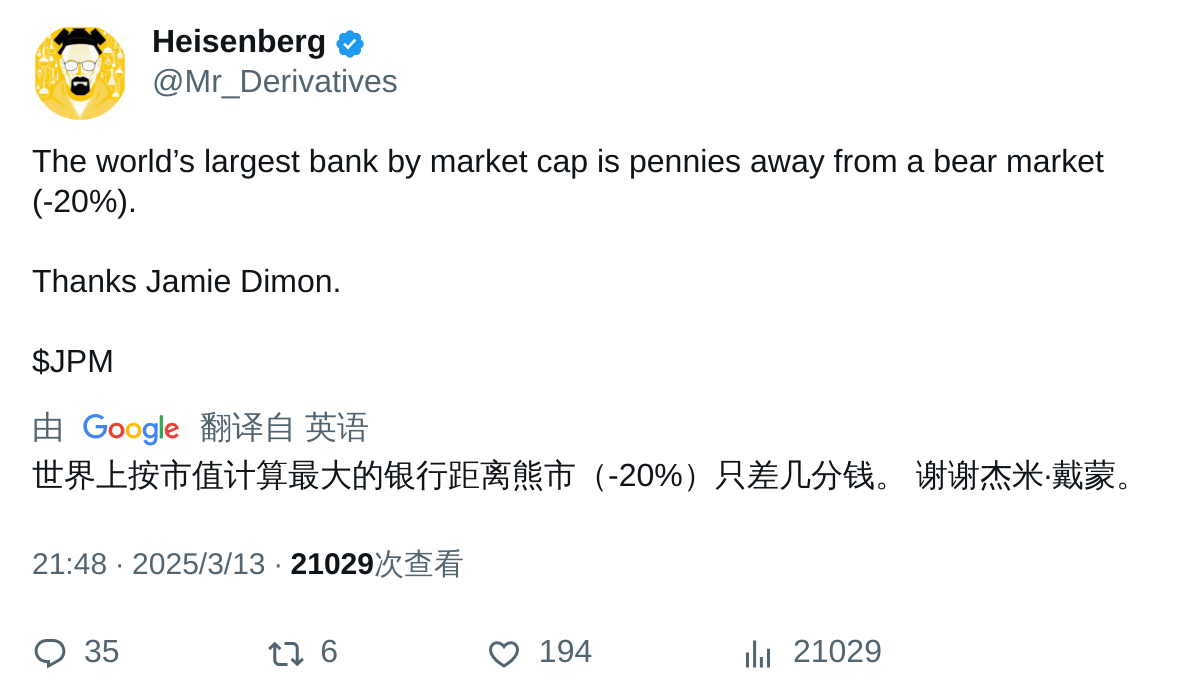 Heisenberg
@Mr_Derivatives
The world’s largest bank by market cap is pennies away from a bear market
(-20%).
Thanks Jamie Dimon.
$JPM
由 Google 翻译自 英语
世界上按市值计算最大的银行距离熊市（-20%）只差几分钱。 谢谢杰米·戴蒙。
21:48 · 2025/3/13 · 21029次查看
35 6 194 21029